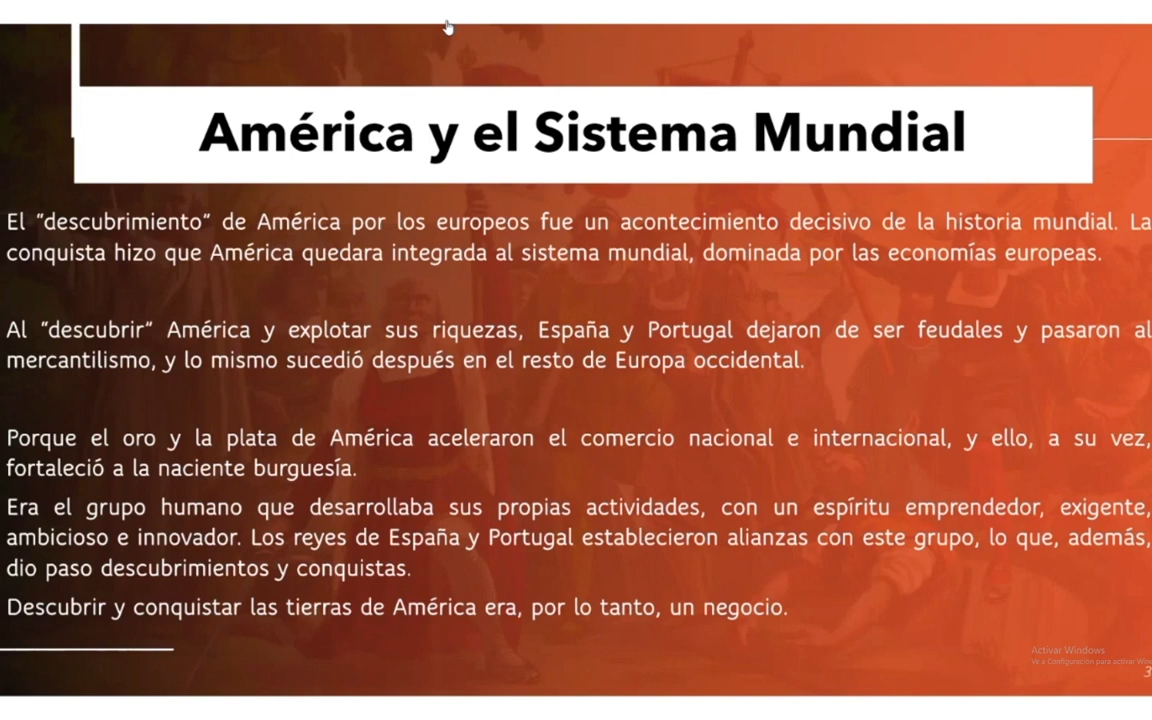 América y el Sistema Mundial
El "descubrimiento" de América por los europeos fue un acontecimiento decisivo de la historia mundial. La
conquista hizo que América quedara integrada al sistema mundial, dominada por las economías europeas.
Al "descubrir" América y explotar sus riquezas, España y Portugal dejaron de ser feudales y pasaron al
mercantilismo, y lo mismo sucedió después en el resto de Europa occidental.
Porque el oro y la plata de América aceleraron el comercio nacional e internacional, y ello, a su vez,
fortaleció a la naciente burguesía.
Era el grupo humano que desarrollaba sus propias actividades, con un espíritu emprendedor, exigente,
ambicioso e innovador. Los reyes de España y Portugal establecieron alianzas con este grupo, lo que, además,
dio paso descubrimientos y conquistas.
Descubrir y conquistar las tierras de América era, por lo tanto, un negocio.
Activar Windows
Ve a Configuración para activar
3